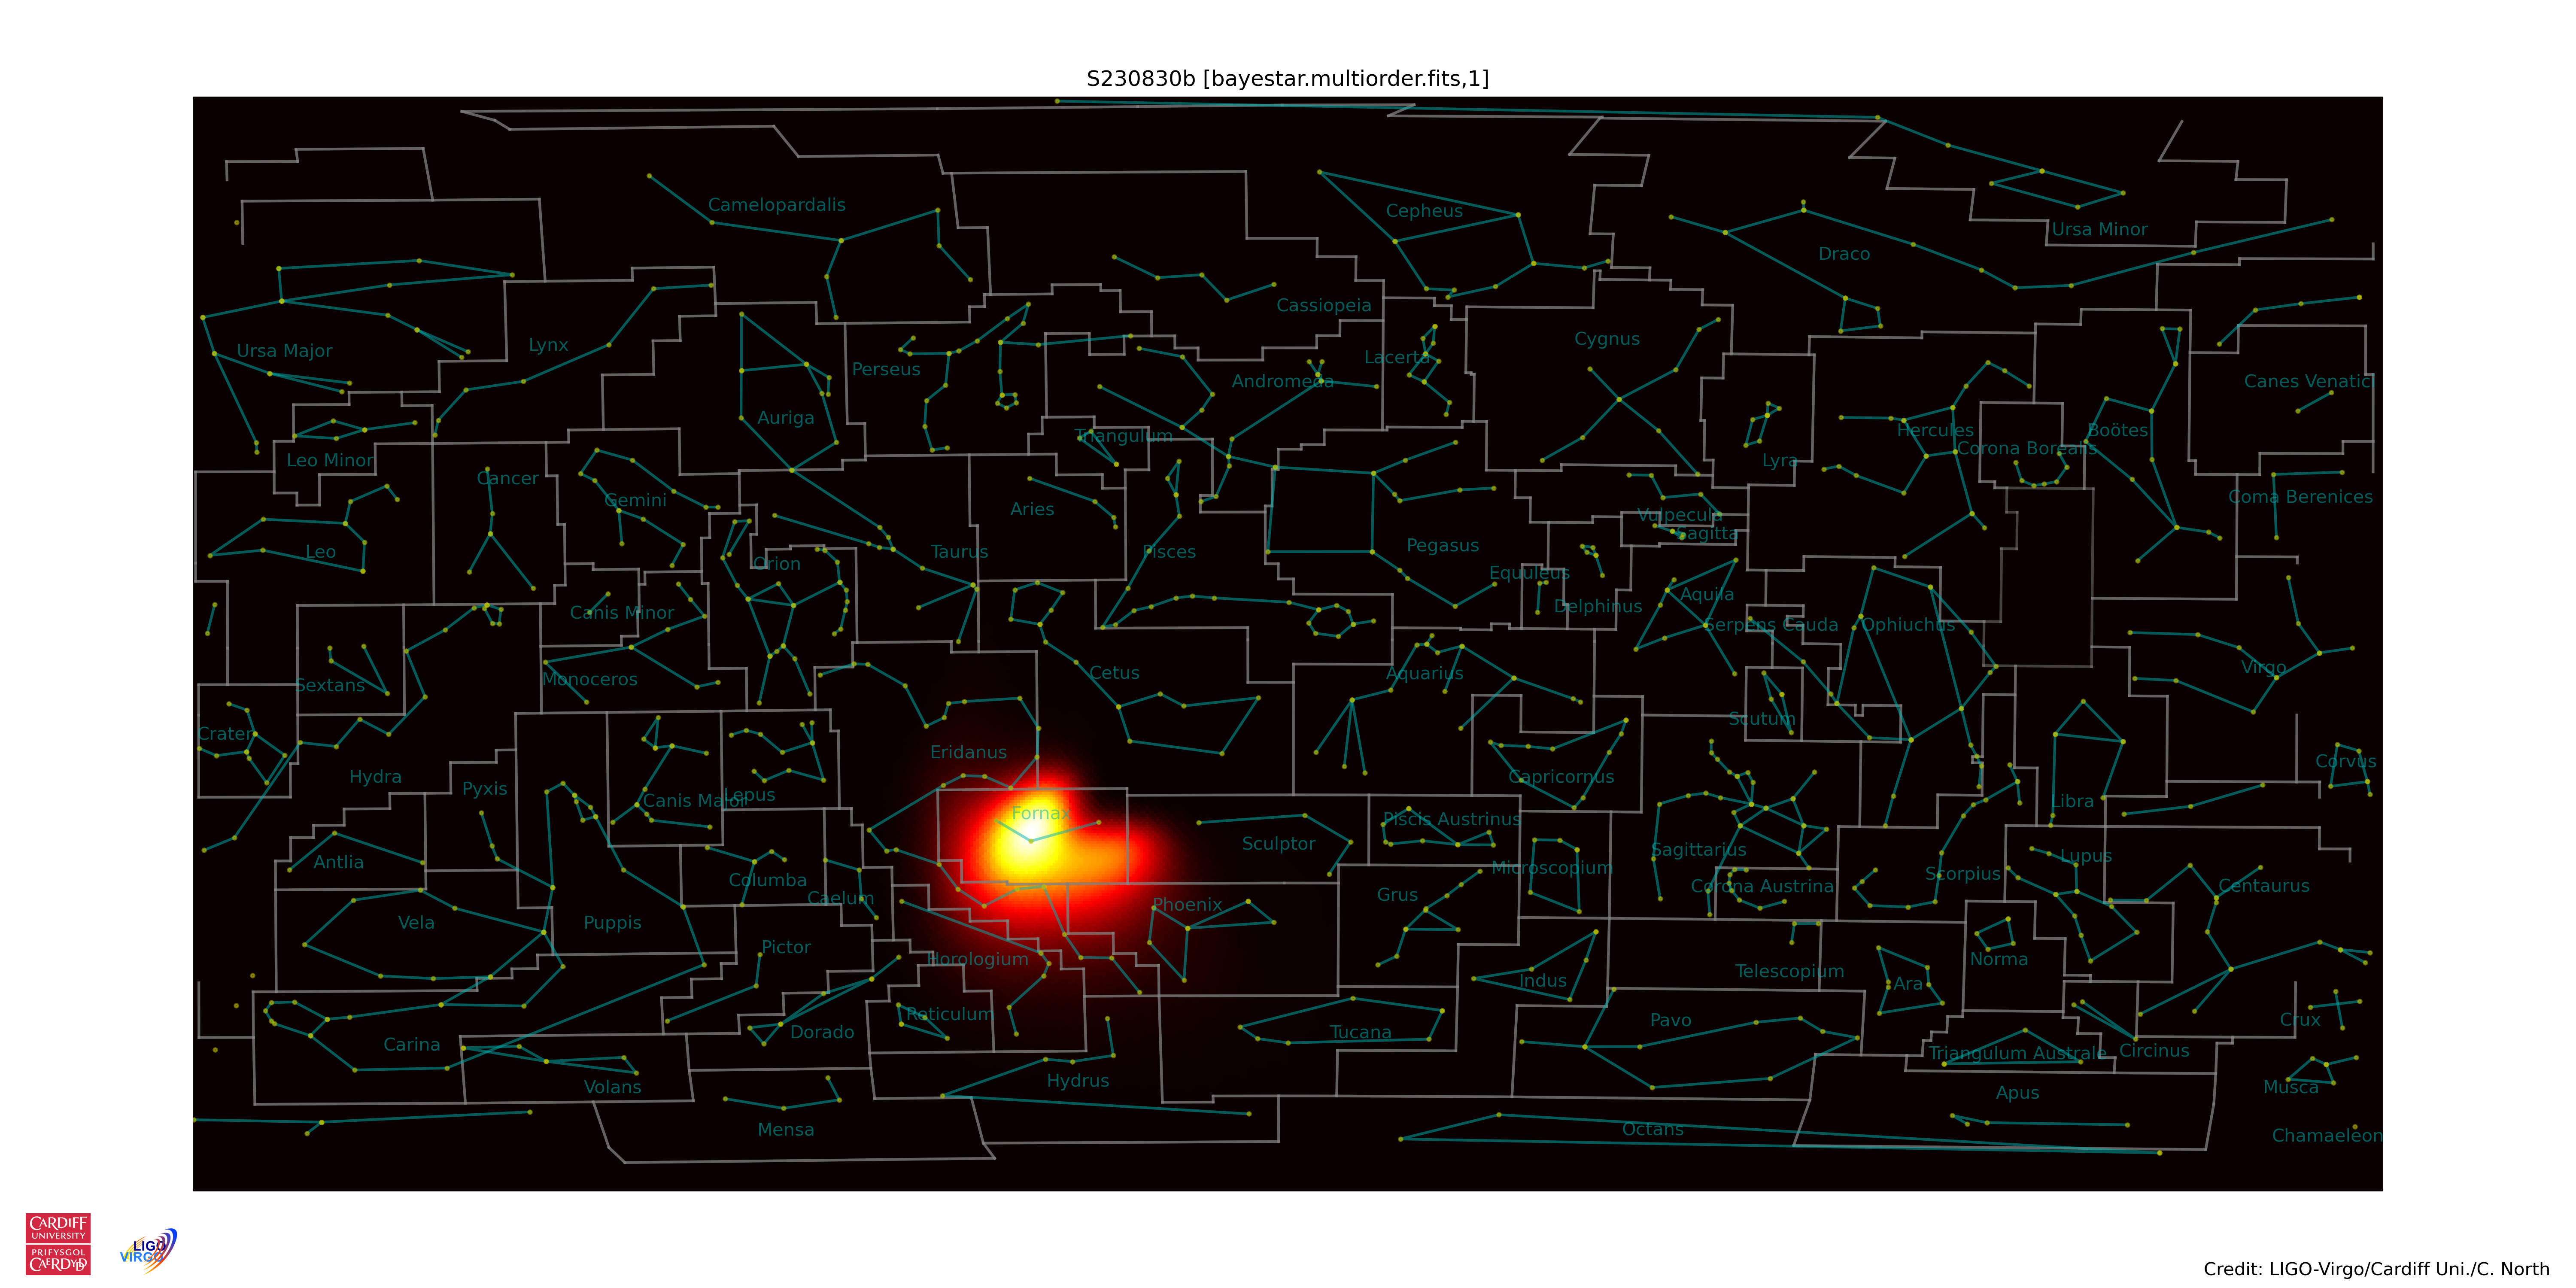 S230830b [bayestar.multiorder.fits,1]
Camelopardalis
Cepheus
Ursa Minor
Draco
Cassiopeia
Cygnus
Lynx
Ursa Major
Lacerta
Perseus
Andromeda
Canes Venatici
Auriga
Hercules
Boötes
Triangulum
Corona Borealis
Leo Minor
Lyra
Cancer
Gemini
Coma Berenices
Aries
Vulpecula
Sagitta
Leo
Taurus
Pisces
Pegasus
Orion
Equuleus
Aquila
Delphinus
Canis Minor
Serpens Cauda
Ophiuchus
Virgo
Cetus
Aquarius
Monoceros
Sextans
Scutum
Crater
Eridanus
Corvus
Hydra
Capricornus
Pyxis
Lepus
Canis Major
Libra
Fornax
Piscis Austrinus
Sculptor
Sagittarius
Lupus
Antlia
Microscopium
Scorpius
Columba
Corona Austrina
Centaurus
Grus
Caelum
Phoenix
Vela
Puppis
Pictor
Horologium
Norma
Telescopium
Indus
Ara
Reticulum
Pavo
Crux
Dorado
Tucana
Carina
Circinus
Triangulum Australe
Hydrus
Volans
Musca
Apus
Mensa
Octans
Chamaeleon
CARDIFF
UNIVERSITY
PRIFYSGOL
CAERDYDD
LIGO
VIRGO
Credit: LIGO-Virgo/Cardiff Uni./C. North